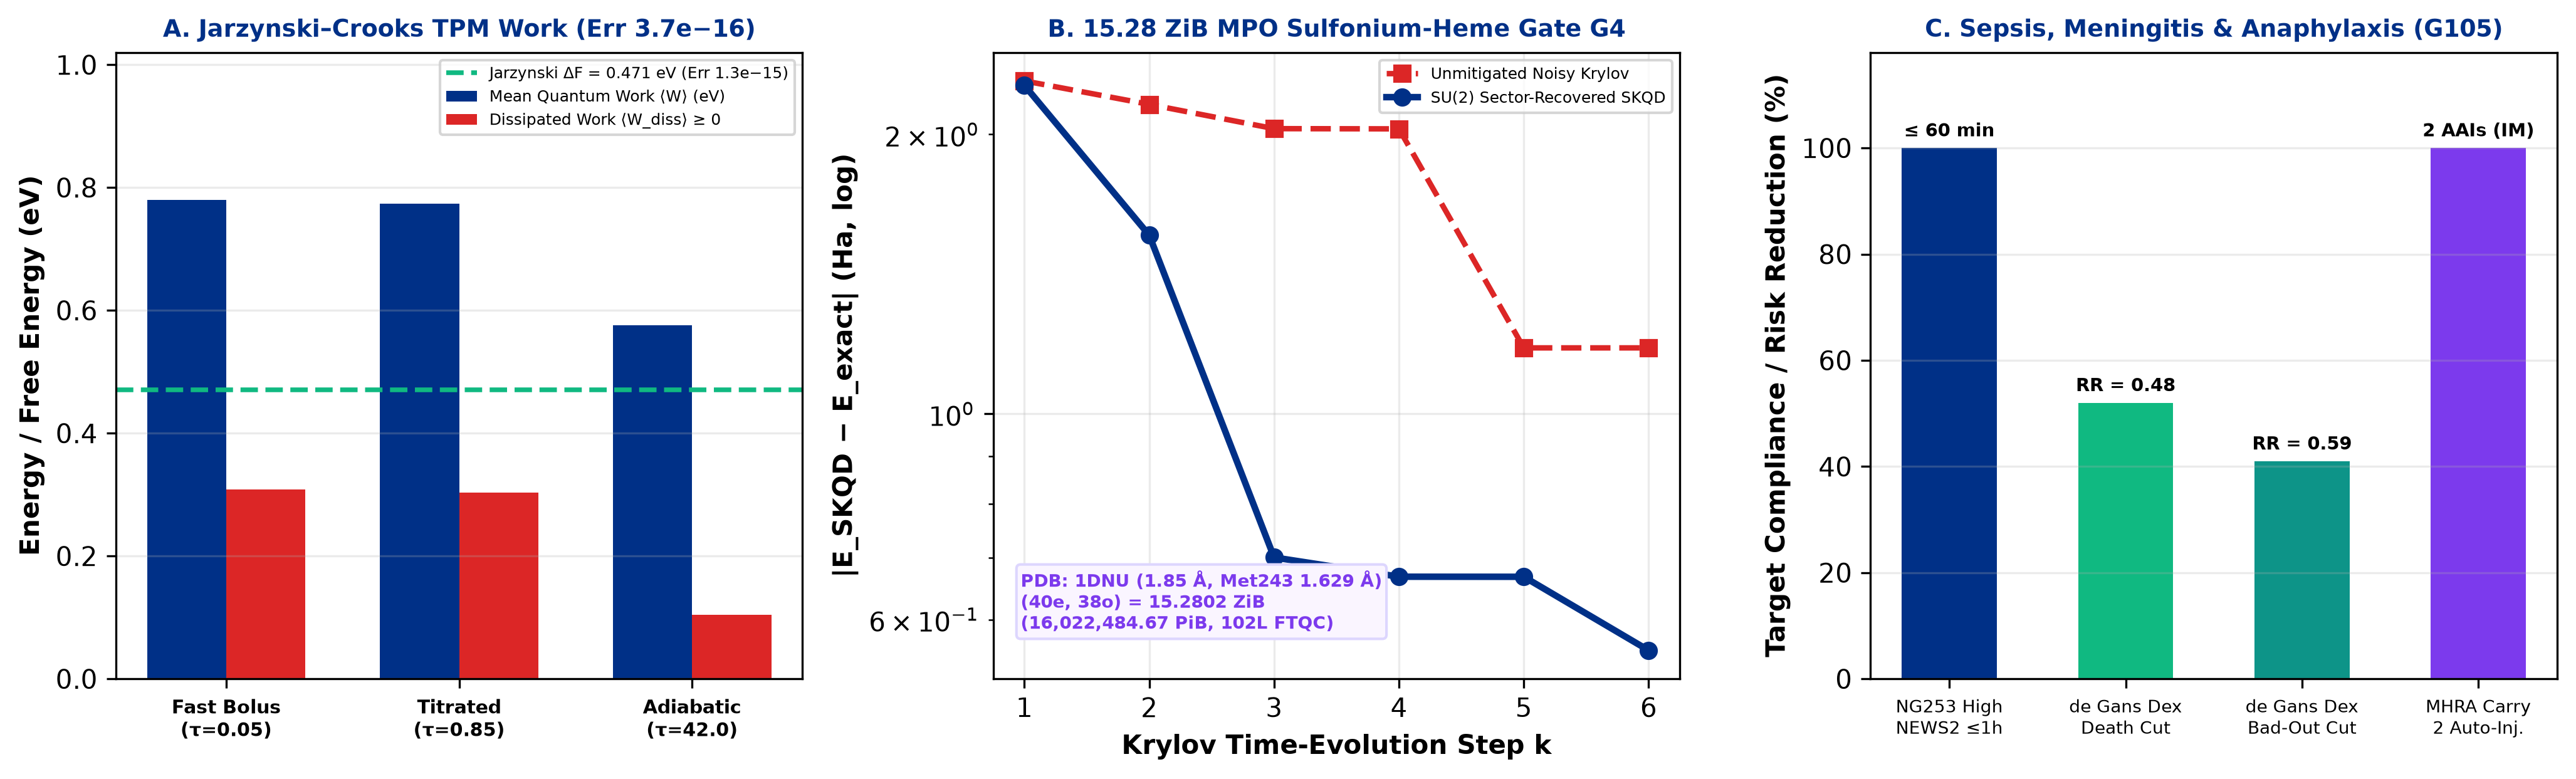 A. Jarzynski–Crooks TPM Work (Err 3.7e−16)
Energy / Free Energy (eV)
1.0
0.8
0.6
0.4
0.2
0.0
Jarzynski ΔF = 0.471 eV (Err 1.3e−15)
Mean Quantum Work ⟨W⟩ (eV)
Dissipated Work ⟨W_diss⟩ ≥ 0
Fast Bolus
(τ=0.05)
Titrated
(τ=0.85)
Adiabatic
(τ=42.0)
B. 15.28 ZiB MPO Sulfonium-Heme Gate G4
|E_SKQD − E_exact| (Ha, log)
2 × 10⁰
10⁰
6 × 10⁻¹
Unmitigated Noisy Krylov
SU(2) Sector-Recovered SKQD
PDB: 1DNU (1.85 Å, Met243 1.629 Å)
(40e, 38o) = 15.2802 ZiB
(16,022,484.67 PiB, 102L FTQC)
1 2 3 4 5 6
Krylov Time-Evolution Step k
C. Sepsis, Meningitis & Anaphylaxis (G105)
Target Compliance / Risk Reduction (%)
100
80
60
40
20
0
≤ 60 min
RR = 0.48
RR = 0.59
2 AAIs (IM)
NG253 High
NEWS2 ≤1h
de Gans Dex
Death Cut
de Gans Dex
Bad-Out Cut
MHRA Carry
2 Auto-Inj.